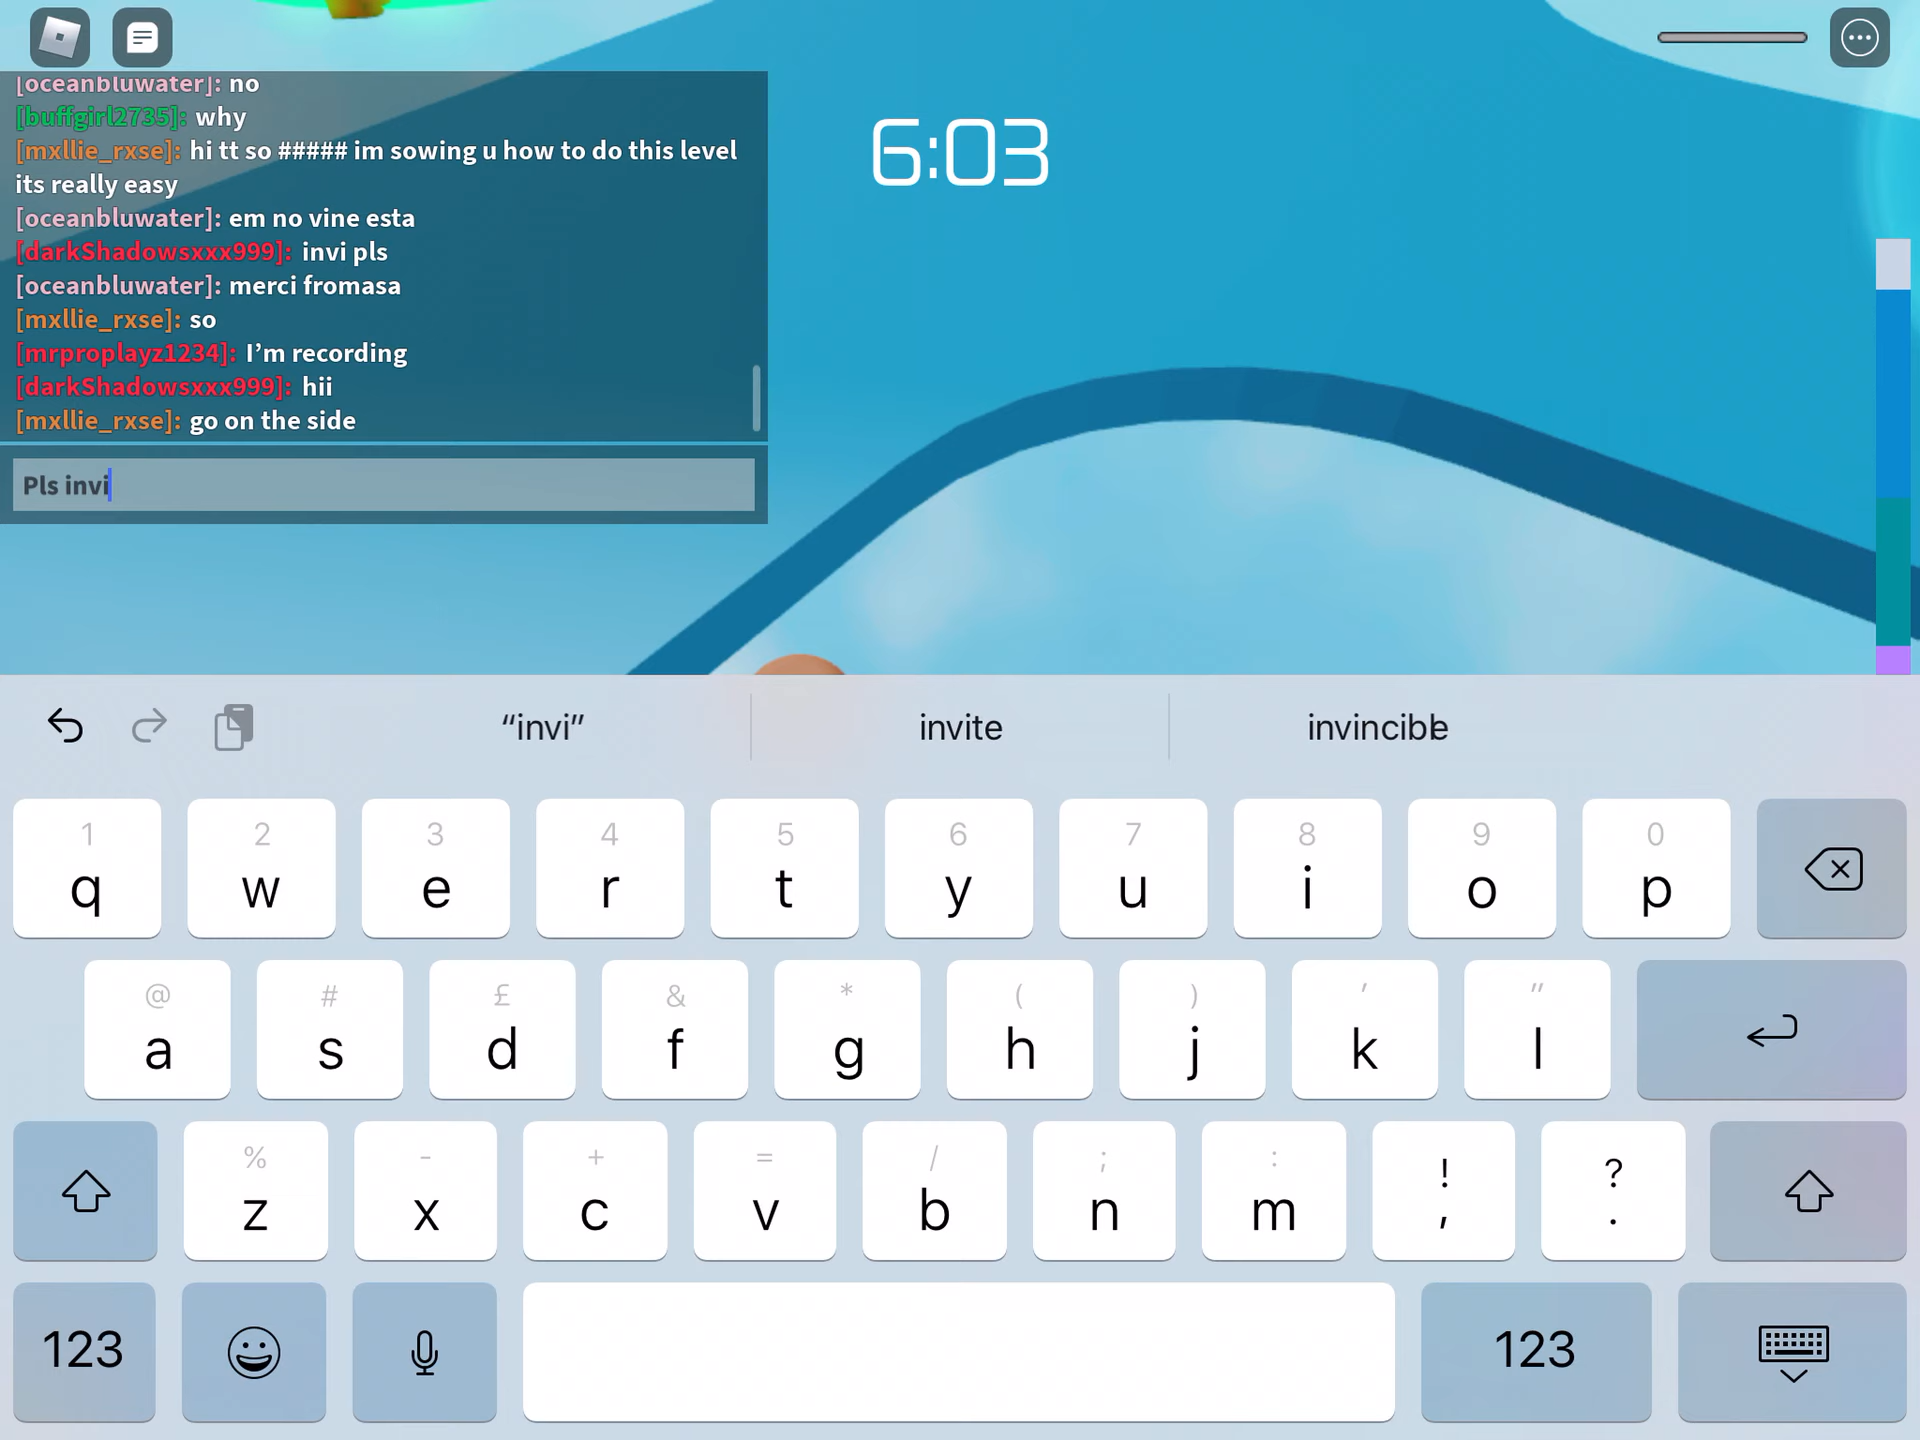 [oceanbluwater]: no
[buffgirl2735]: why
[mxllie_rxse]: hi tt so ##### im sowing u how to do this level
its really easy
[oceanbluwater]: em no vine esta
[darkShadowsxxx999]: invi pls
[oceanbluwater]: merci fromasa
[mxllie_rxse]: so
[mrproplayz1234]: I’m recording
[darkShadowsxxx999]: hii
[mxllie_rxse]: go on the side
Pls invi
6:03
“invi” invite invincible
1 2 3 4 5 6 7 8 9 0
q w e r t y u i o p
@ # £ & * ( ) ' "
a s d f g h j k l
% - + = / ; : ! ?
z x c v b n m , .
123 123